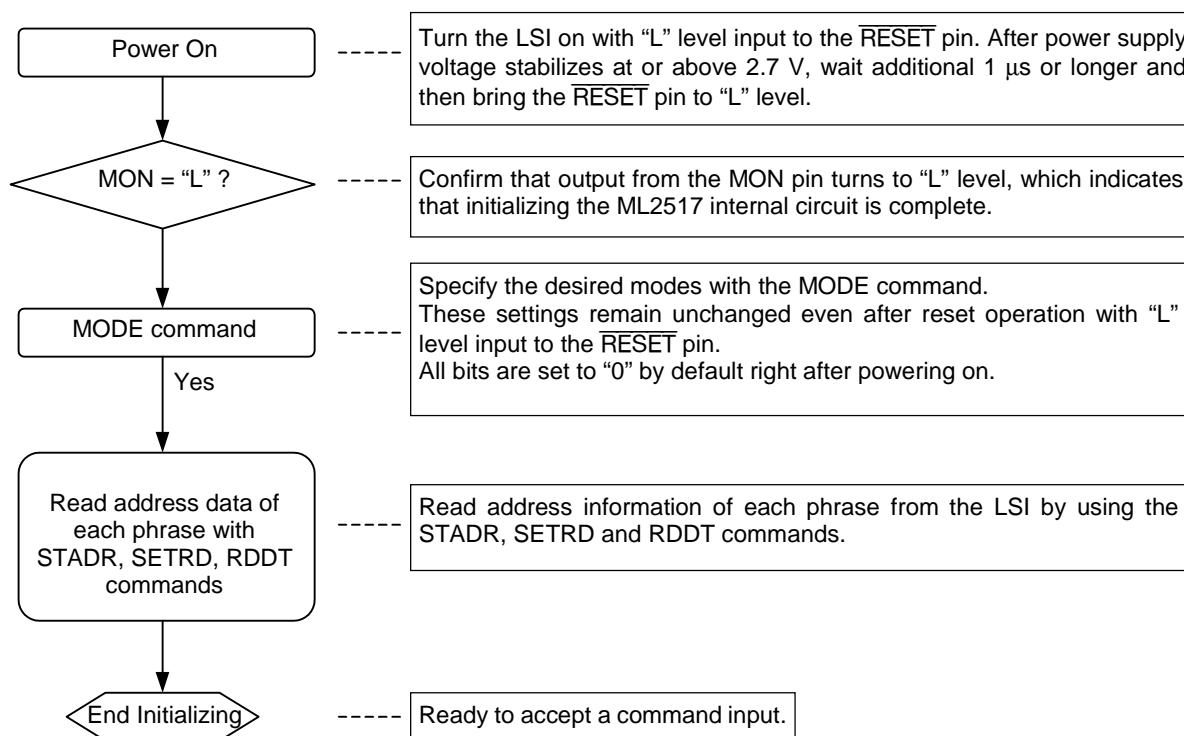 Power On
Turn the LSI on with “L” level input to the RESET pin. After power supply
voltage stabilizes at or above 2.7 V, wait additional 1 μs or longer and
then bring the RESET pin to “L” level.
MON = “L” ?
Confirm that output from the MON pin turns to “L” level, which indicates
that initializing the ML2517 internal circuit is complete.
MODE command
Specify the desired modes with the MODE command.
These settings remain unchanged even after reset operation with “L”
level input to the RESET pin.
All bits are set to “0” by default right after powering on.
Yes
Read address data of
each phrase with
STADR, SETRD, RDDT
commands
Read address information of each phrase from the LSI by using the
STADR, SETRD and RDDT commands.
End Initializing
Ready to accept a command input.